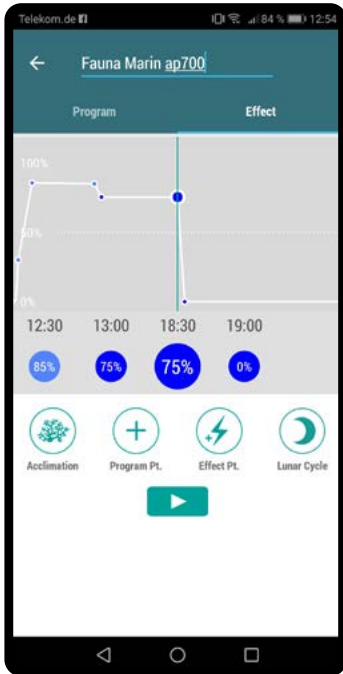 Telekom.de 84 % 12:54
Fauna Marin ap700
Program Effect
100%
50%
0%
12:30 13:00 18:30 19:00
85% 75% 75% 0%
Acclimation Program Pt. Effect Pt. Lunar Cycle